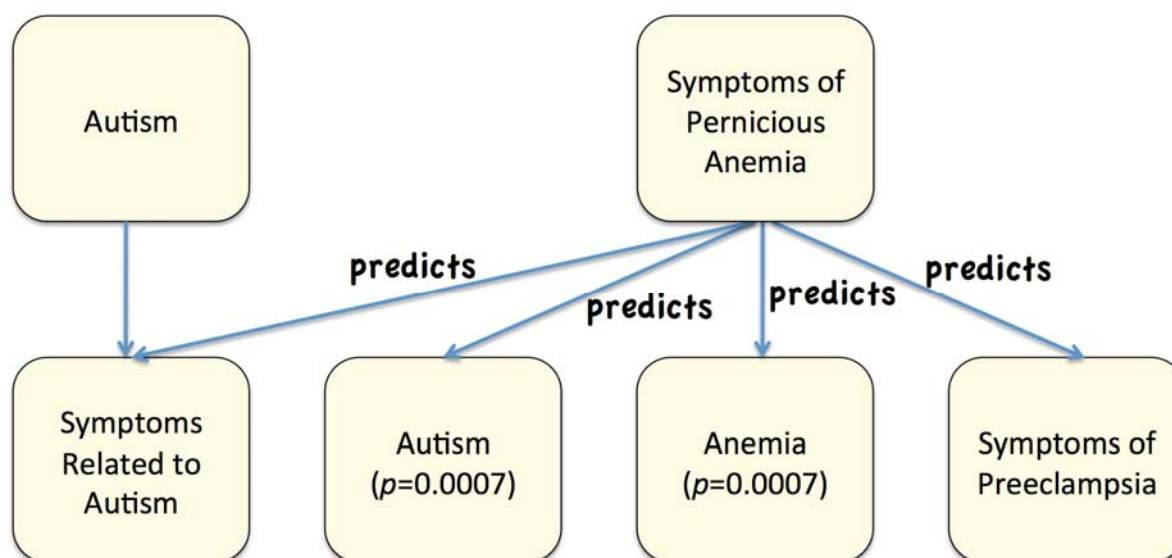 Autism
Symptoms of
Pernicious
Anemia
predicts
predicts
predicts
predicts
Symptoms
Related to
Autism
Autism
(p=0.0007)
Anemia
(p=0.0007)
Symptoms of
Preeclampsia